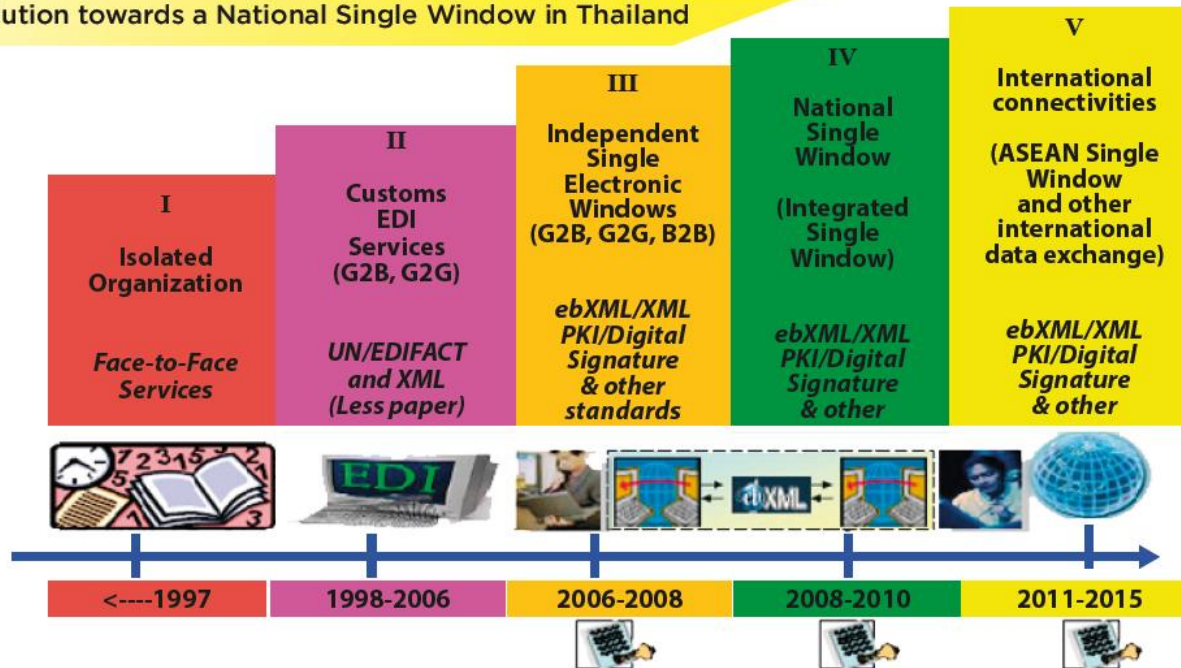 ution towards a National Single Window in Thailand
I
Isolated
Organization
Face-to-Face
Services
II
Customs
EDI
Services
(G2B, G2G)
UN/EDIFACT
and XML
(Less paper)
III
Independent
Single
Electronic
Windows
(G2B, G2G, B2B)
ebXML/XML
PKI/Digital
Signature
& other
standards
IV
National
Single
Window
(Integrated
Single
Window)
ebXML/XML
PKI/Digital
Signature
& other
V
International
connectivities
(ASEAN Single
Window
and other
international
data exchange)
ebXML/XML
PKI/Digital
Signature
& other
EDI
ebXML
<----1997
1998-2006
2006-2008
2008-2010
2011-2015